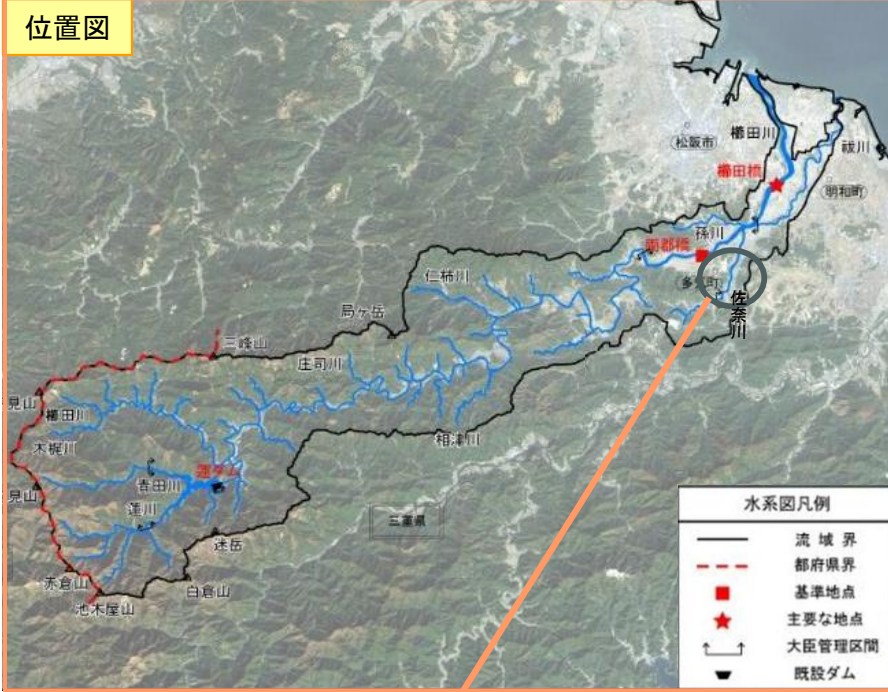 位置図
櫛田川
松阪市
祓川
櫛田橋
明和町
孫川
両郡橋
仁柿川
多気町
佐奈川
局ヶ岳
三峰山
庄司川
見山
櫛田川
木梶川
相津川
蓮ダム
青田川
見山
蓮川
三重県
迷岳
赤倉山
白倉山
池木屋山
水系図凡例
流域界
都府県界
基準地点
主要な地点
大臣管理区間
既設ダム